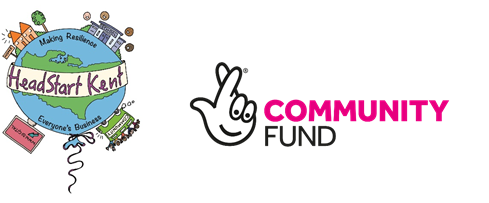 Making Resilience
HeadStart Kent
Everyone's Business
COMMUNITY
FUND
®